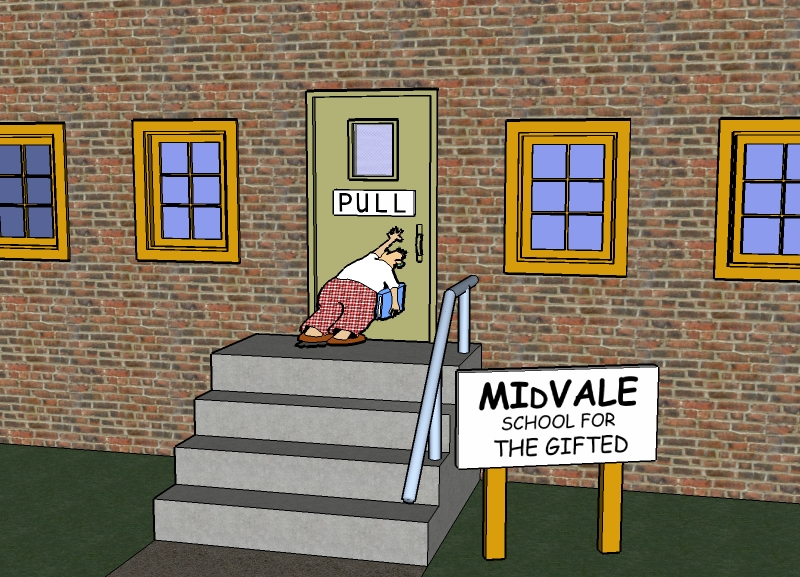 PULL
MIDVALE
SCHOOL FOR
THE GIFTED